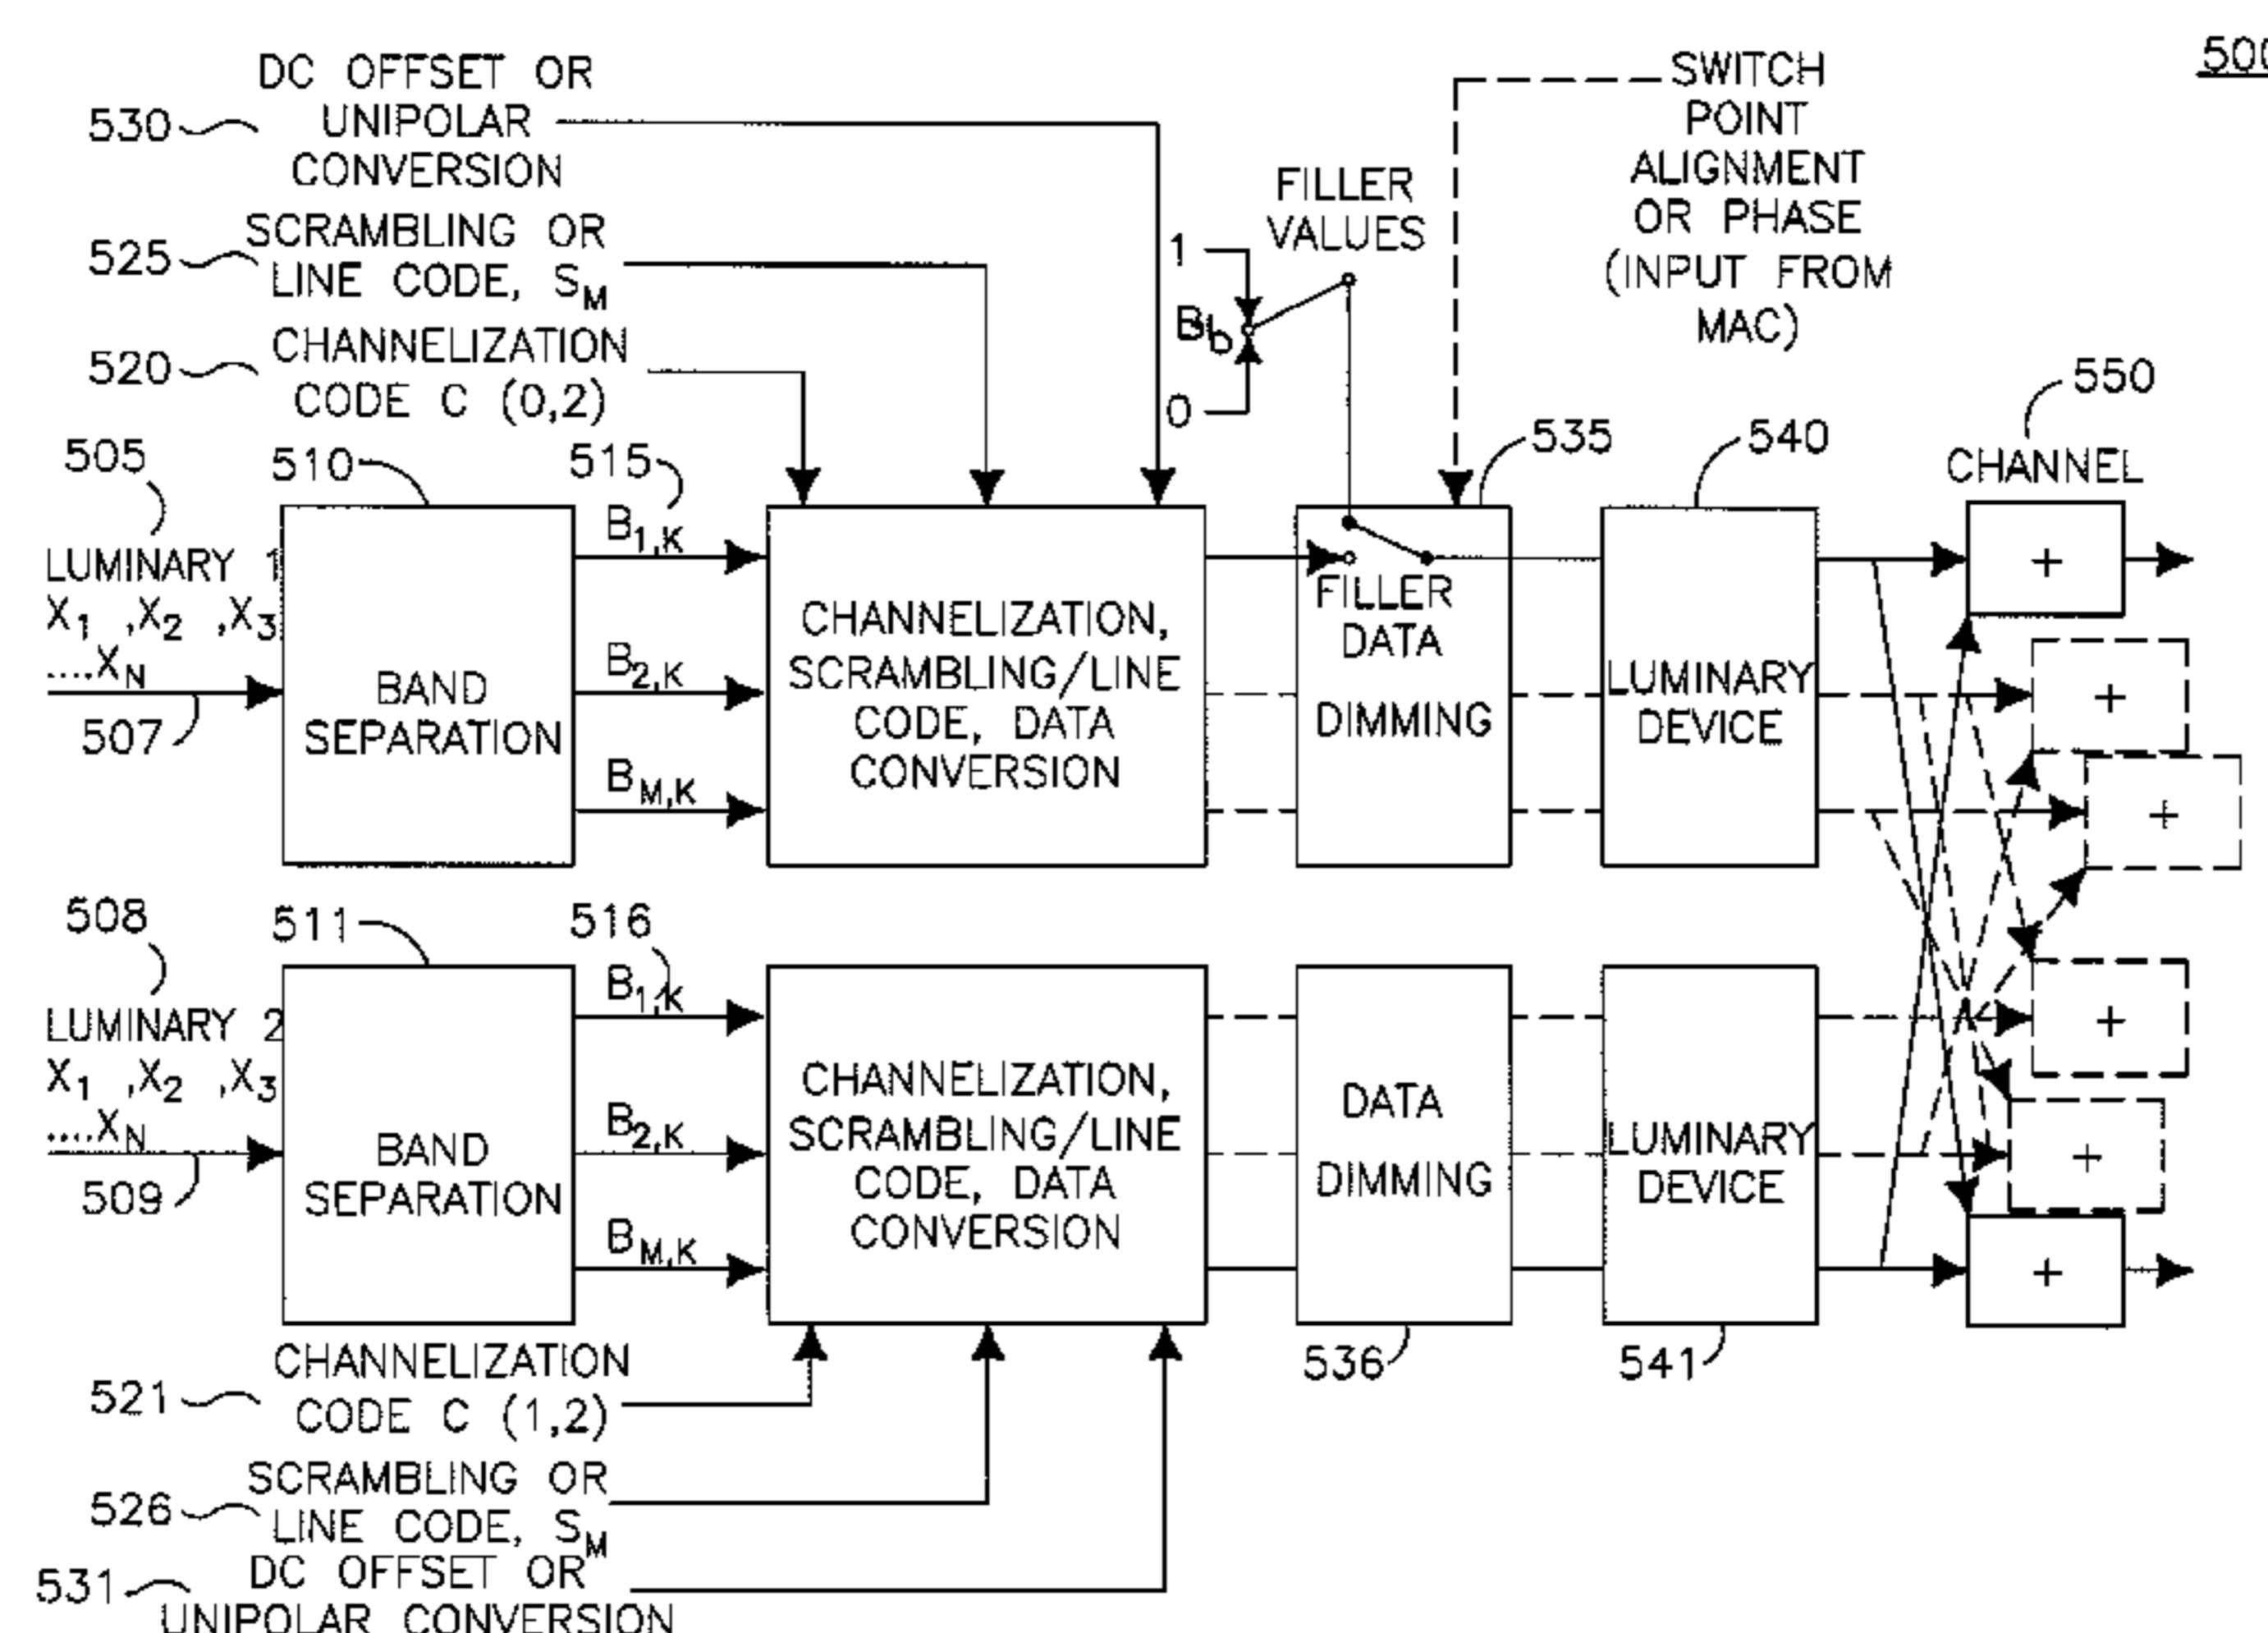 500
DC OFFSET OR
530 UNIPOLAR
CONVERSION
SCRAMBLING OR
525 LINE CODE, SM
520 CHANNELIZATION
CODE C (0,2)
FILLER
VALUES
1
Bb
0
SWITCH
POINT
ALIGNMENT
OR PHASE
(INPUT FROM
MAC)
550
CHANNEL
505
LUMINARY 1
X1 ,X2 ,X3
....XN
507
510
BAND
SEPARATION
515
B1,K
B2,K
BM,K
CHANNELIZATION,
SCRAMBLING/LINE
CODE, DATA
CONVERSION
535
FILLER
DATA
DIMMING
540
LUMINARY
DEVICE
+
+
+
508
LUMINARY 2
X1 ,X2 ,X3
....XN
509
511
BAND
SEPARATION
516
B1,K
B2,K
BM,K
CHANNELIZATION,
SCRAMBLING/LINE
CODE, DATA
CONVERSION
DATA
DIMMING
536
LUMINARY
DEVICE
541
+
+
+
CHANNELIZATION
521 CODE C (1,2)
SCRAMBLING OR
526 LINE CODE, SM
531 DC OFFSET OR
UNIPOLAR CONVERSION